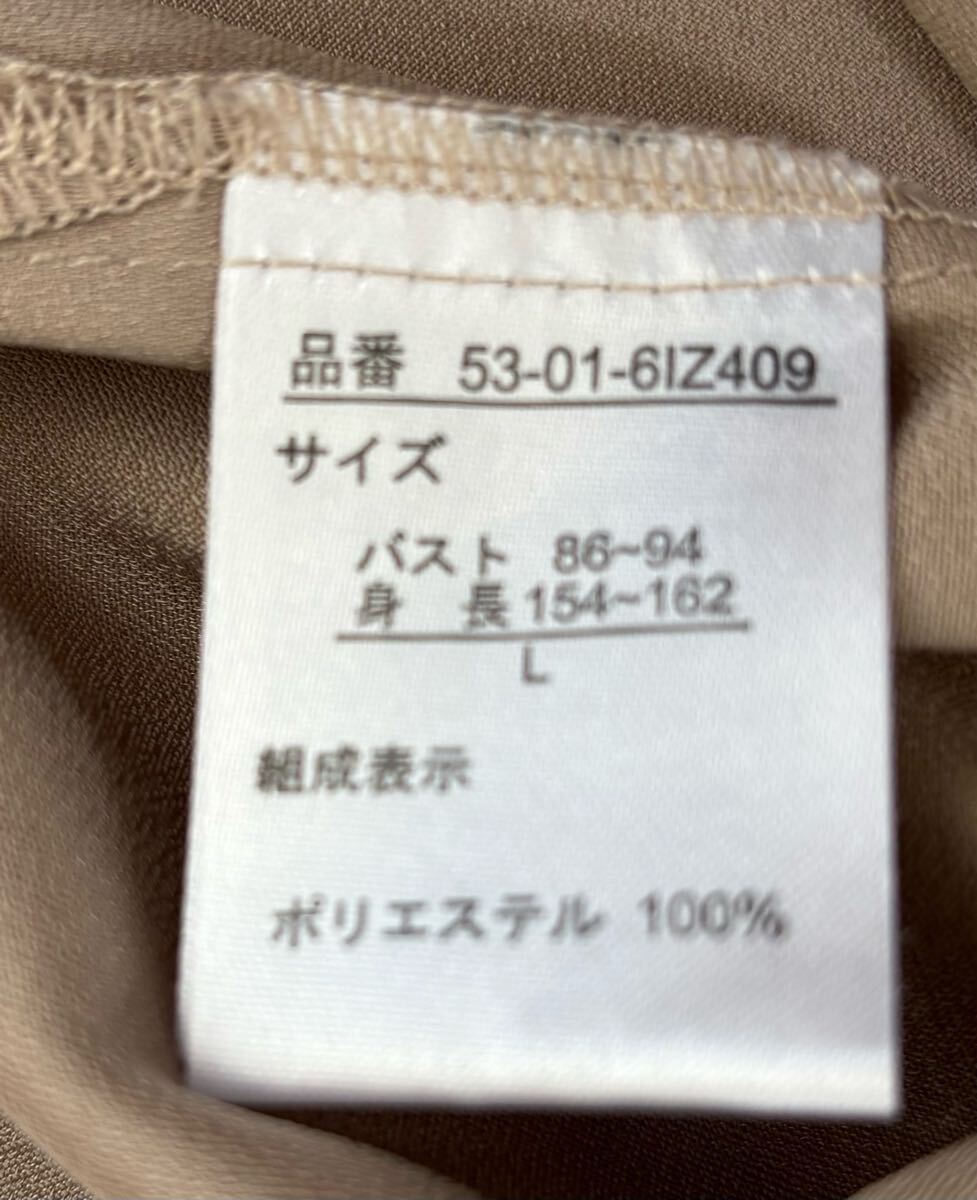 品番 53-01-6IZ409
サイズ
バスト 86~94
身 長 154~162
L
組成表示
ポリエステル 100%